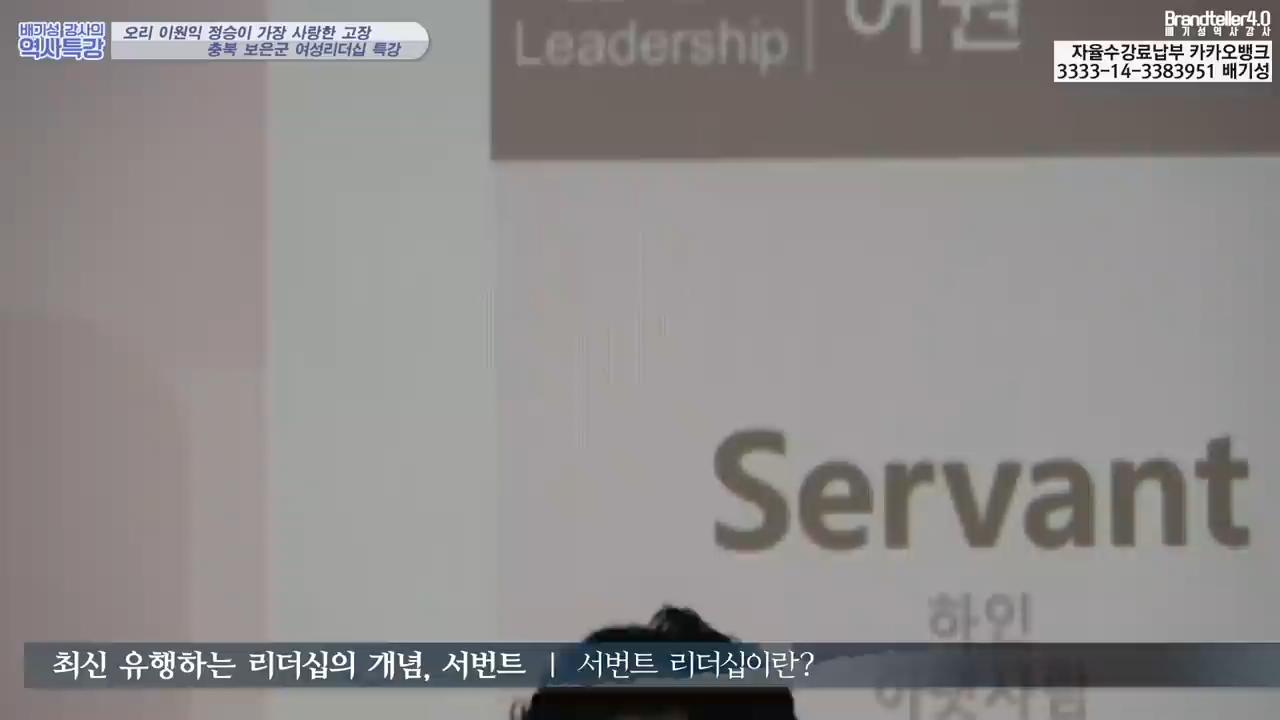 배기성 강사의
역사특강
오리 이원익 정승이 가장 사랑한 고장
충북 보은군 여성리더십 특강
Brandteller4.0
배기성역사강사
자율수강료납부 카카오뱅크
3333-14-3383951 배기성
Leadership
어원
Servant
하인
최신 유행하는 리더십의 개념, 서번트 | 서번트 리더십이란?